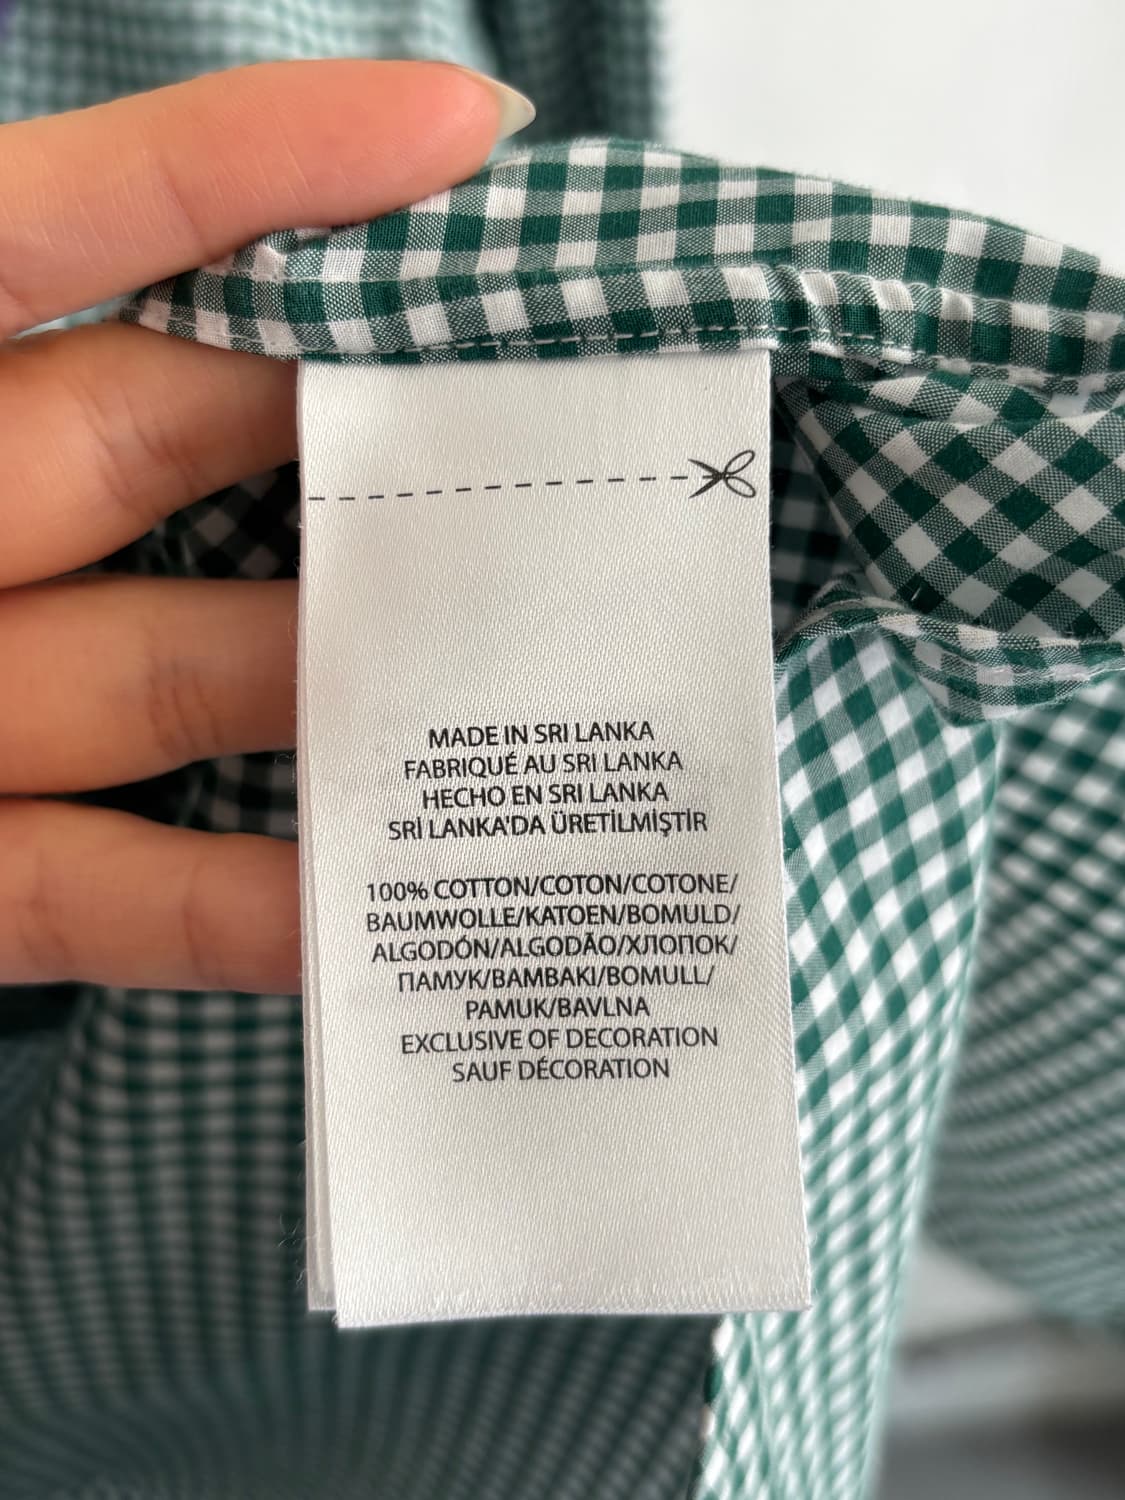 MADE IN SRI LANKA
FABRIQUÉ AU SRI LANKA
HECHO EN SRI LANKA
SRİ LANKA'DA ÜRETİLMİŞTİR
100% COTTON/COTON/COTONE/
BAUMWOLLE/KATOEN/BOMULD/
ALGODÓN/ALGODÃO/ХЛОПОК/
ПАМУК/BAMBAKI/BOMULL/
PAMUK/BAVLNA
EXCLUSIVE OF DECORATION
SAUF DÉCORATION